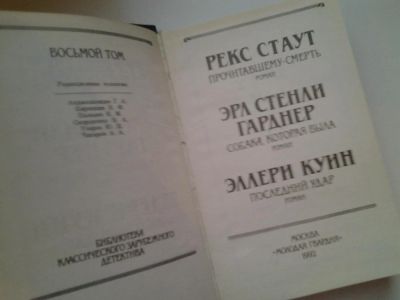 ВОСЬМОЙ ТОМ
Редакционная коллегия:
БИБЛИОТЕКА
КЛАССИЧЕСКОГО ЗАРУБЕЖНОГО
ДЕТЕКТИВА
РЕКС СТАУТ
ПРОЧИТАВШЕМУ-СМЕРТЬ
РОМАН
ЭРЛ СТЕНЛИ
ГАРДНЕР
СОБАКА, КОТОРАЯ ВЫЛА
РОМАН
ЭЛЛЕРИ КУИН
ПОСЛЕДНИЙ УДАР
РОМАН
МОСКВА
«МОЛОДАЯ ГВАРДИЯ»
1992